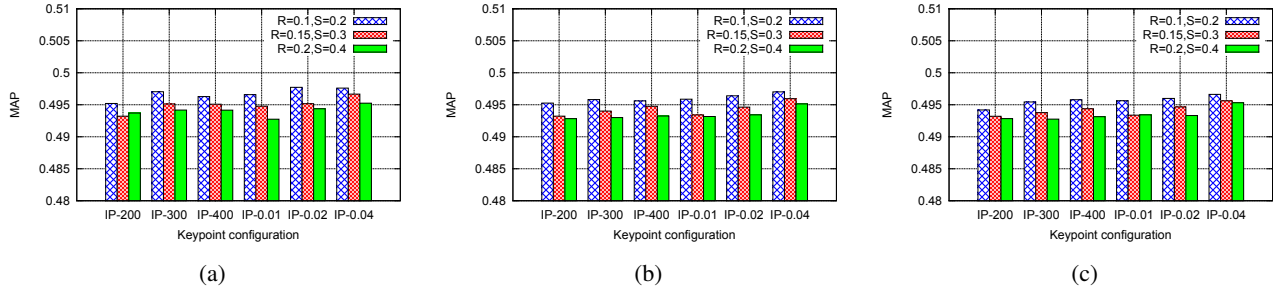 0.51
0.505
0.5
0.495
0.49
0.485
0.48
MAP
R=0.1,S=0.2
R=0.15,S=0.3
R=0.2,S=0.4
IP-200 IP-300 IP-400 IP-0.01 IP-0.02 IP-0.04
Keypoint configuration
(a)
0.51
0.505
0.5
0.495
0.49
0.485
0.48
MAP
R=0.1,S=0.2
R=0.15,S=0.3
R=0.2,S=0.4
IP-200 IP-300 IP-400 IP-0.01 IP-0.02 IP-0.04
Keypoint configuration
(b)
0.51
0.505
0.5
0.495
0.49
0.485
0.48
MAP
R=0.1,S=0.2
R=0.15,S=0.3
R=0.2,S=0.4
IP-200 IP-300 IP-400 IP-0.01 IP-0.02 IP-0.04
Keypoint configuration
(c)